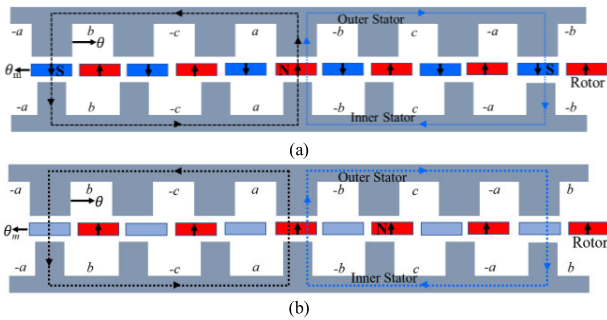 -a b -c a -b c -a b
Outer Stator
θ
θm S N S
Rotor
-a b -c a -b c -a -b
Inner Stator
(a)
-a b -c a -b c -a b
Outer Stator
θ
θm N
Rotor
-a b -c a -b c -a b
Inner Stator
(b)